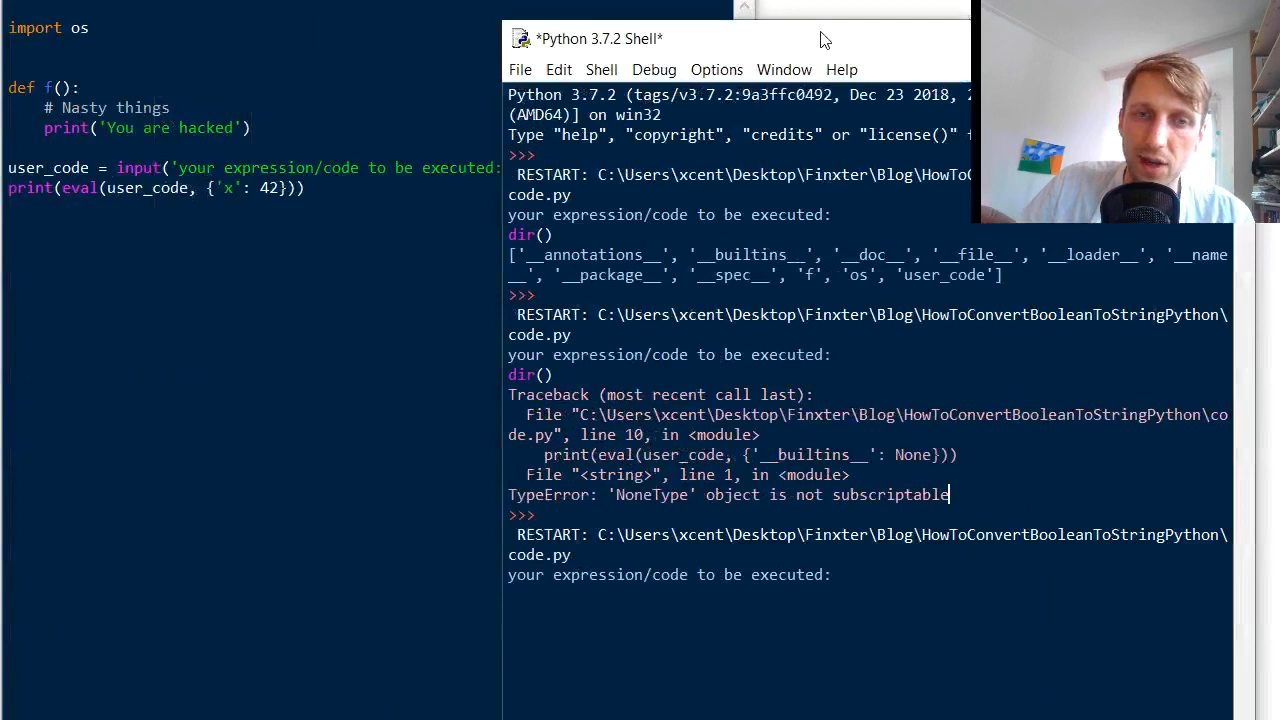 import os
def f():
# Nasty things
print('You are hacked')
user_code = input('your expression/code to be executed:
print(eval(user_code, {'x': 42}))
*Python 3.7.2 Shell*
File Edit Shell Debug Options Window Help
Python 3.7.2 (tags/v3.7.2:9a3ffc0492, Dec 23 2018,
(AMD64)] on win32
Type "help", "copyright", "credits" or "license()"
>>>
RESTART: C:\Users\xcent\Desktop\Finxter\Blog\HowToC
code.py
your expression/code to be executed:
dir()
['__annotations__', '__builtins__', '__doc__', '__file__', '__loader__', '__name
__', '__package__', '__spec__', 'f', 'os', 'user_code']
>>>
RESTART: C:\Users\xcent\Desktop\Finxter\Blog\HowToConvertBooleanToStringPython\
code.py
your expression/code to be executed:
dir()
Traceback (most recent call last):
File "C:\Users\xcent\Desktop\Finxter\Blog\HowToConvertBooleanToStringPython\co
de.py", line 10, in <module>
print(eval(user_code, {'__builtins__': None}))
File "<string>", line 1, in <module>
TypeError: 'NoneType' object is not subscriptable
>>>
RESTART: C:\Users\xcent\Desktop\Finxter\Blog\HowToConvertBooleanToStringPython\
code.py
your expression/code to be executed: